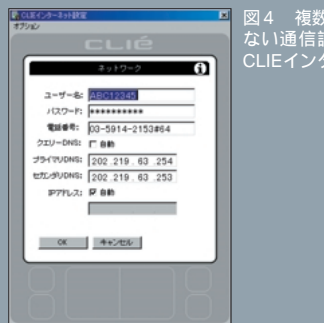 CLIEインターネット設定
オプション
CLIÉ
ネットワーク
ユーザー名: ABC12345
パスワード: **********
電話番号: 03-5914-2153#64
クエリーDNS: 自動
プライマリDNS: 202 .219 . 63 .254
セカンダリDNS: 202 .219 . 63 .253
IPアドレス: 自動
OK キャンセル
図4 複数
ない通信設
CLIEインタ